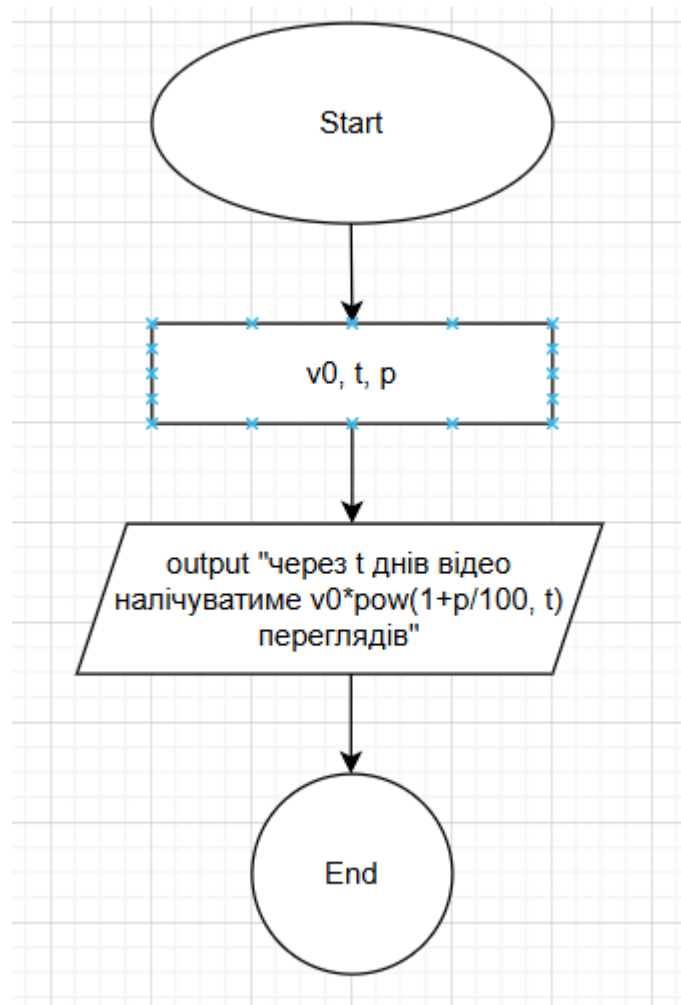 Start
v0, t, p
output "через t днів відео
налічуватиме v0*pow(1+p/100, t)
переглядів"
End